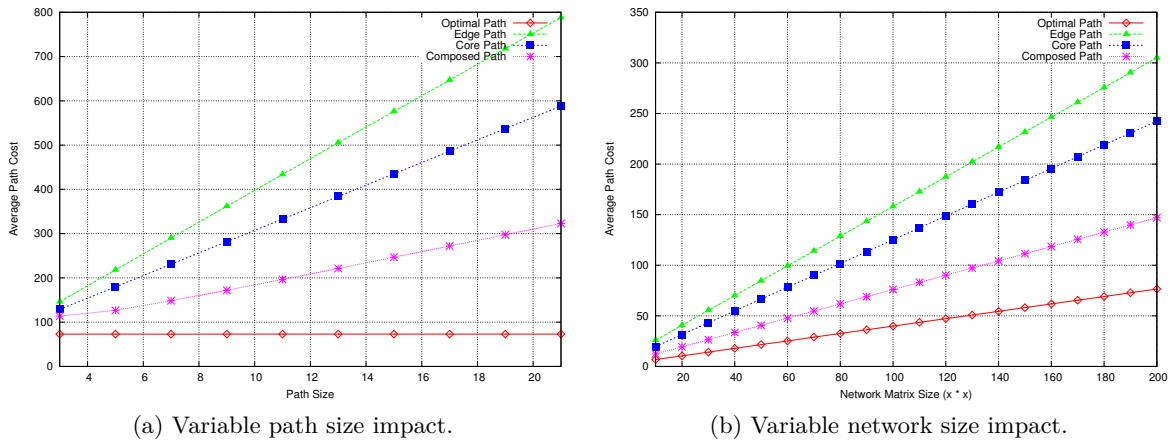 800
700
600
500
400
300
200
100
0
Average Path Cost
4 6 8 10 12 14 16 18 20
Path Size
Optimal Path
Edge Path
Core Path
Composed Path
(a) Variable path size impact.
350
300
250
200
150
100
50
0
Average Path Cost
20 40 60 80 100 120 140 160 180 200
Network Matrix Size (x * x)
Optimal Path
Edge Path
Core Path
Composed Path
(b) Variable network size impact.